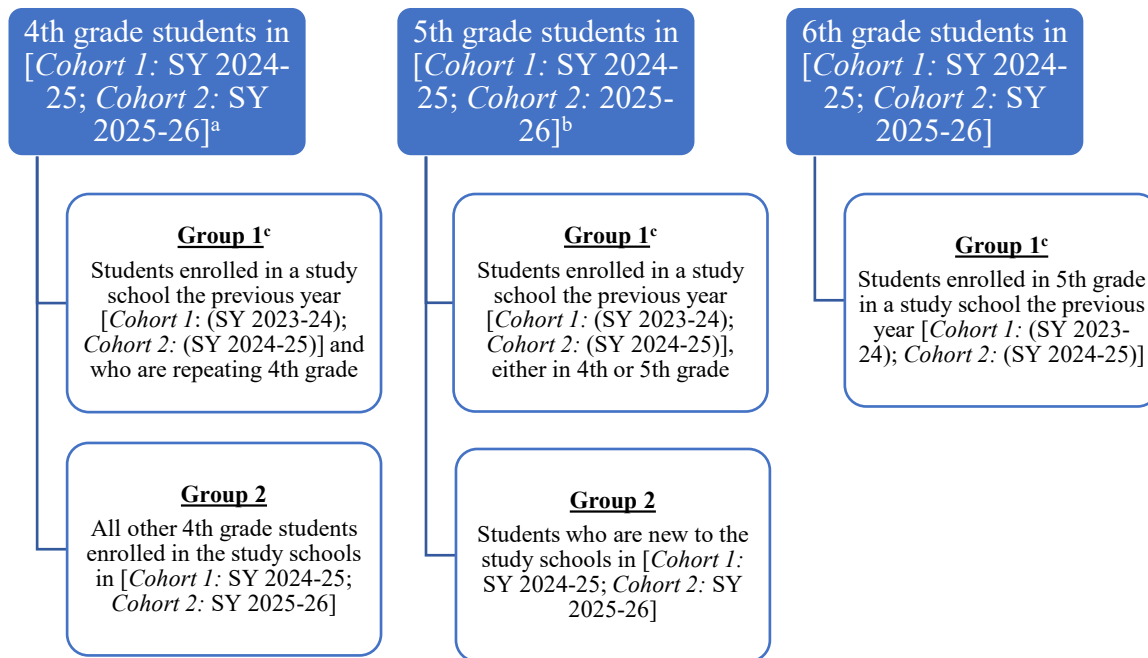 4th grade students in
[Cohort 1: SY 2024-
25; Cohort 2: SY
2025-26]ᵃ
Group 1ᶜ
Students enrolled in a study
school the previous year
[Cohort 1: (SY 2023-24);
Cohort 2: (SY 2024-25)] and
who are repeating 4th grade
Group 2
All other 4th grade students
enrolled in the study schools
in [Cohort 1: SY 2024-25;
Cohort 2: SY 2025-26]
5th grade students in
[Cohort 1: SY 2024-
25; Cohort 2: 2025-
26]ᵇ
Group 1ᶜ
Students enrolled in a study
school the previous year
[Cohort 1: (SY 2023-24);
Cohort 2: (SY 2024-25)],
either in 4th or 5th grade
Group 2
Students who are new to the
study schools in [Cohort 1:
SY 2024-25; Cohort 2: SY
2025-26]
6th grade students in
[Cohort 1: SY 2024-
25; Cohort 2: SY
2025-26]
Group 1ᶜ
Students enrolled in 5th grade
in a study school the previous
year [Cohort 1: (SY 2023-
24); Cohort 2: (SY 2024-25)]